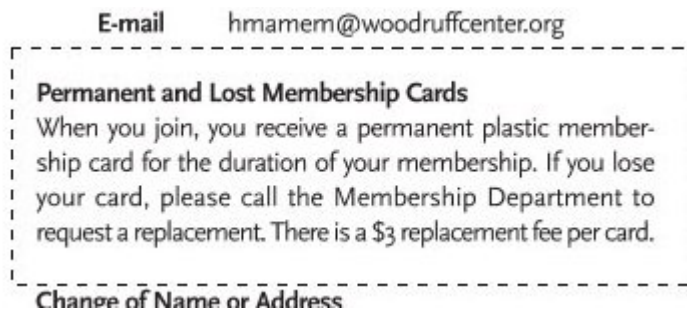 E-mail hmamem@woodruffcenter.org
Permanent and Lost Membership Cards
When you join, you receive a permanent plastic member-
ship card for the duration of your membership. If you lose
your card, please call the Membership Department to
request a replacement. There is a $3 replacement fee per card.
Change of Name or Address